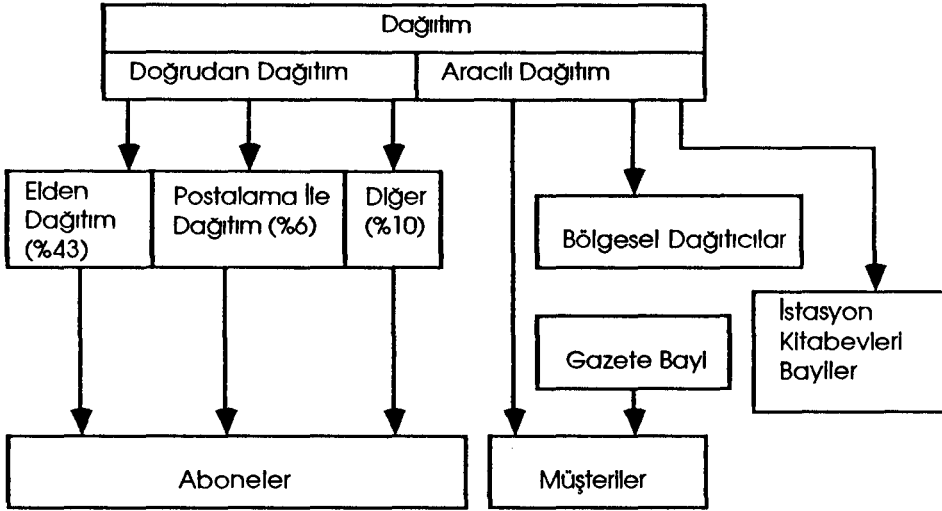 Dağııtım
Doğrudan Dağıtım
Aracılı Dağıtım
Elden
Dağıtım
(%43)
Postalama İle
Dağıtım (%6)
Diğer
(%10)
Bölgesel Dağıtıcılar
İstasyon
Kitabevleri
Bayiler
Gazete Bayi
Aboneler
Müşteriler